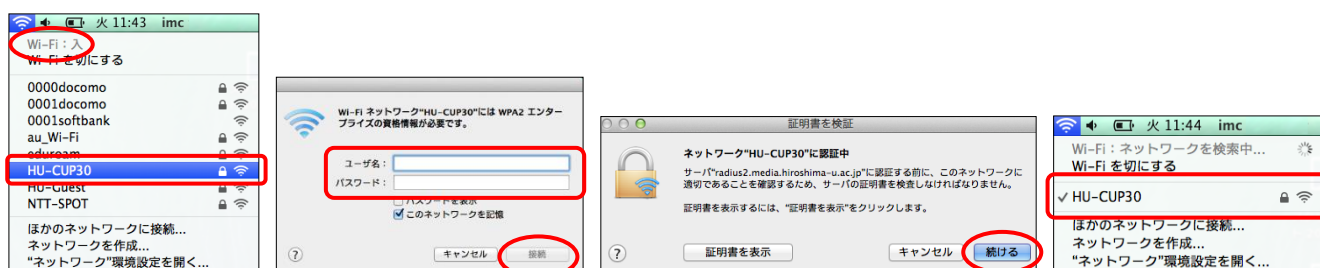 火 11:43 imc
Wi-Fi：入
Wi-Fi を切にする
0000docomo
0001docomo
0001softbank
au_Wi-Fi
eduroam
HU-CUP30
HU-Guest
NTT-SPOT
ほかのネットワークに接続...
ネットワークを作成...
"ネットワーク"環境設定を開く...
Wi-Fi ネットワーク"HU-CUP30"には WPA2 エンター
プライズの資格情報が必要です。
ユーザ名：
パスワード：
パスワードを表示
このネットワークを記憶
?
キャンセル
接続
証明書を検証
ネットワーク"HU-CUP30"に認証中
サーバ"radius2.media.hiroshima-u.ac.jp"に認証する前に、このネットワークに
適切であることを確認するため、サーバの証明書を検査しなければなりません。
証明書を表示するには、"証明書を表示"をクリックします。
?
証明書を表示
キャンセル
続ける
火 11:44 imc
Wi-Fi：ネットワークを検索中...
Wi-Fi を切にする
✓ HU-CUP30
ほかのネットワークに接続...
ネットワークを作成...
"ネットワーク"環境設定を開く...